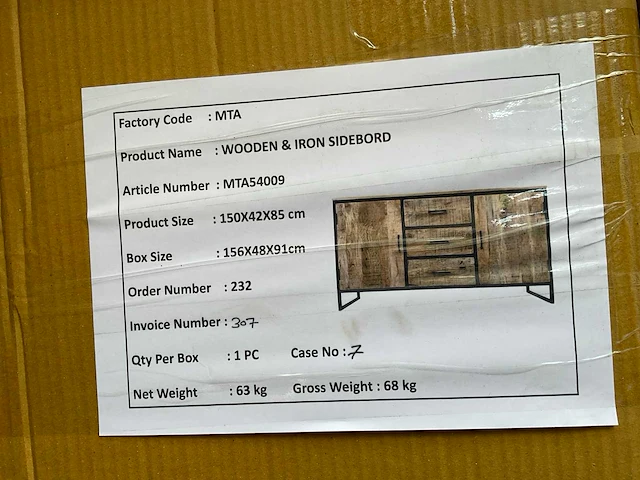 Factory Code : MTA
Product Name : WOODEN & IRON SIDEBORD
Article Number : MTA54009
Product Size : 150X42X85 cm
Box Size : 156X48X91cm
Order Number : 232
Invoice Number : 307
Qty Per Box : 1 PC Case No : 7
Net Weight : 63 kg Gross Weight : 68 kg